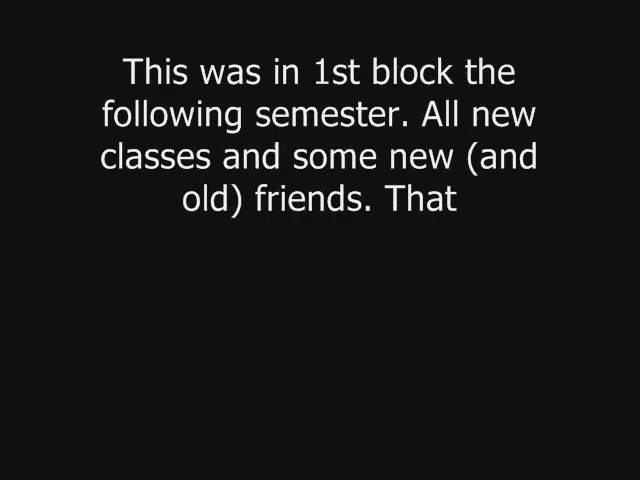 This was in 1st block the
following semester. All new
classes and some new (and
old) friends. That